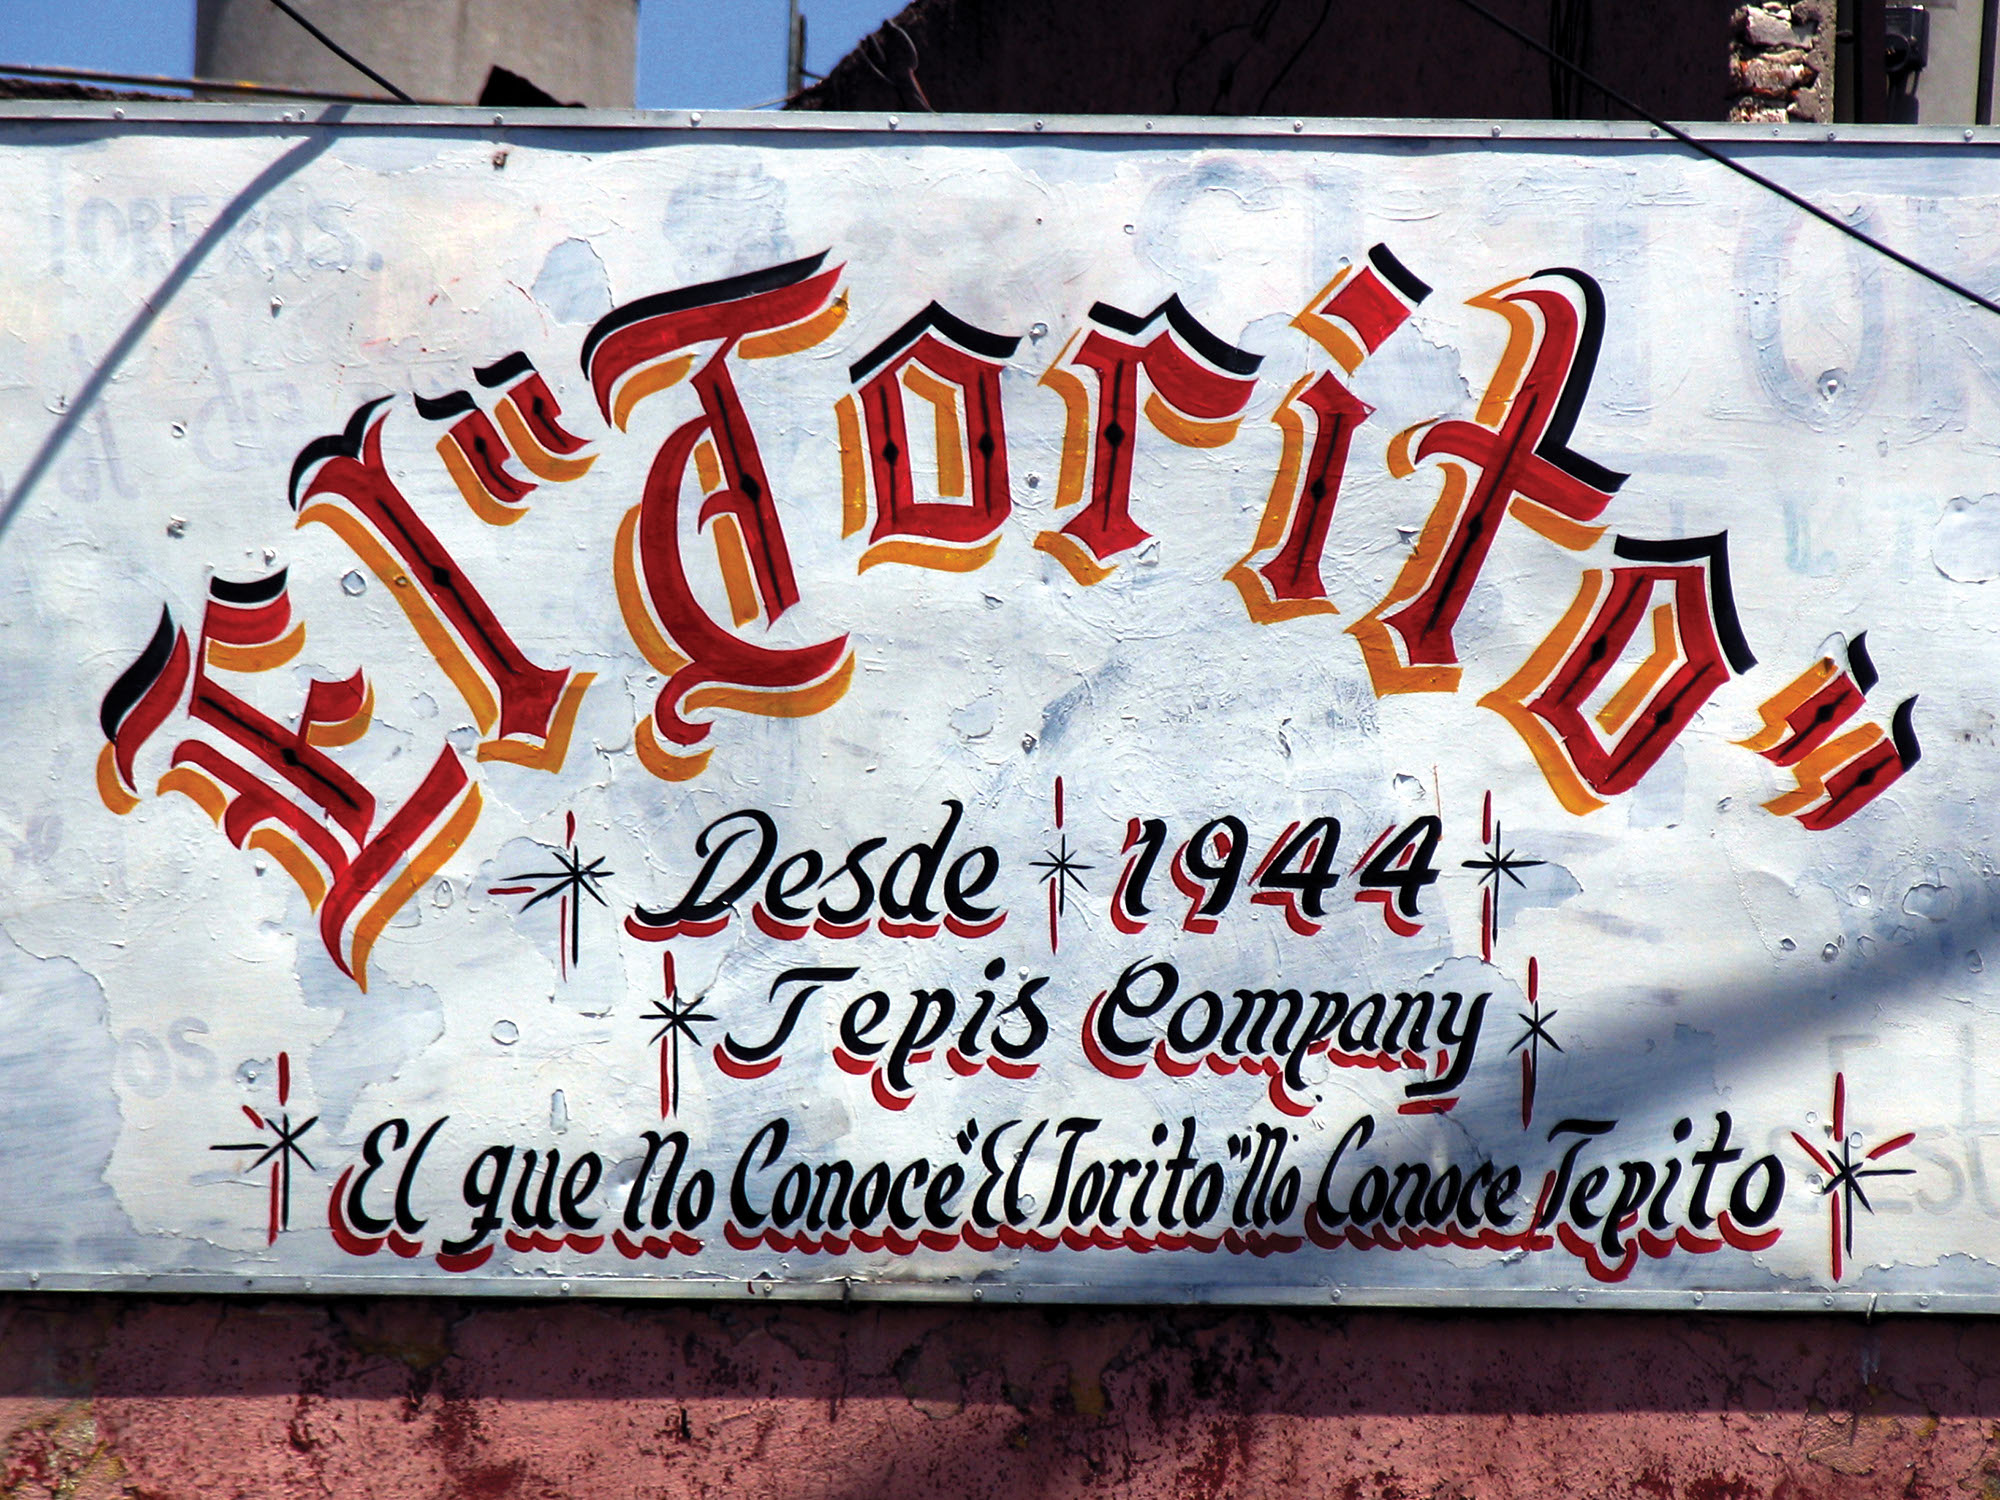 El "Torito"
Desde 1944
Tepis Company
El que No Conoce "El Torito" No Conoce Tepito